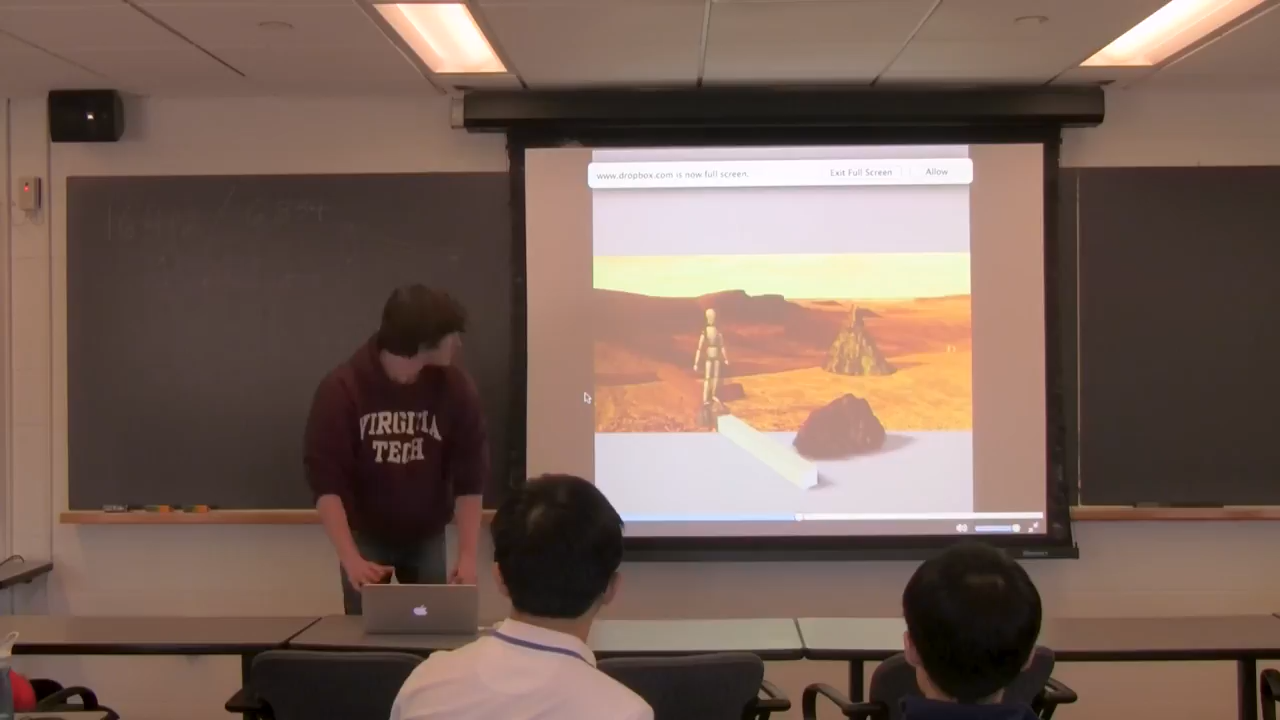 www.dropbox.com is now full screen.
Exit Full Screen
Allow
VIRGINIA
TECH